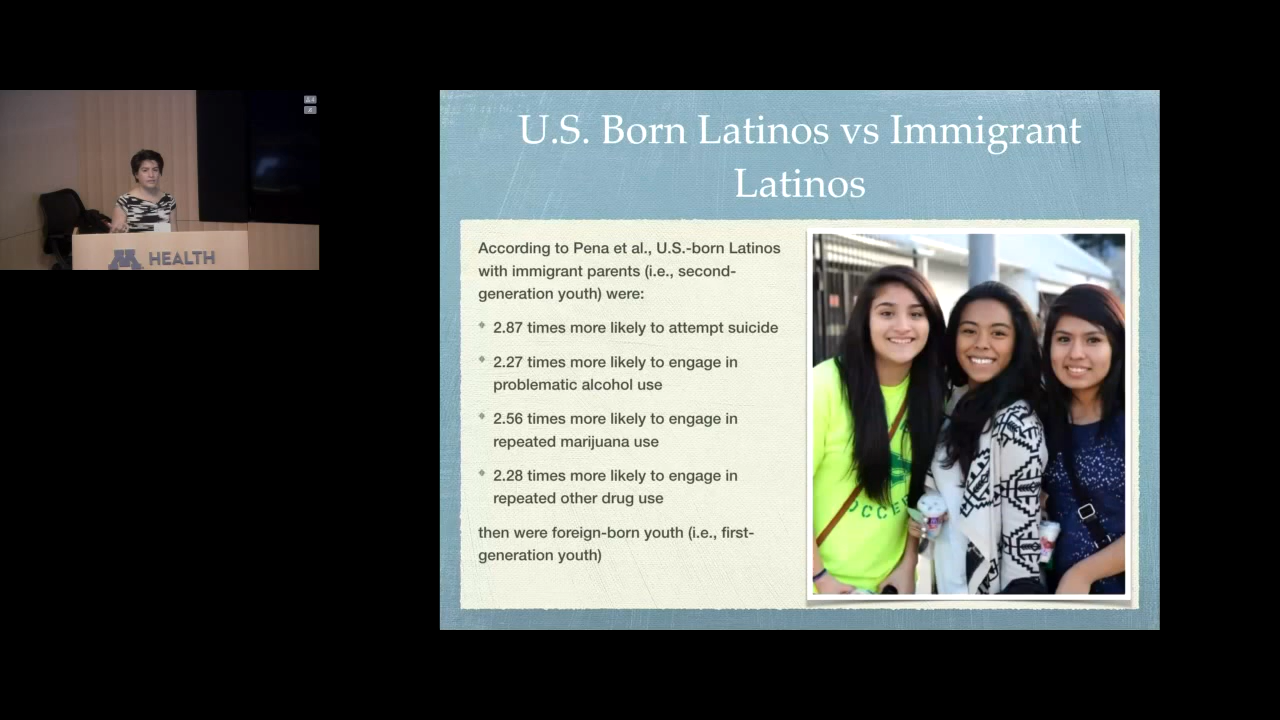 U.S. Born Latinos vs Immigrant
Latinos
According to Pena et al., U.S.-born Latinos
with immigrant parents (i.e., second-
generation youth) were:
2.87 times more likely to attempt suicide
2.27 times more likely to engage in
problematic alcohol use
2.56 times more likely to engage in
repeated marijuana use
2.28 times more likely to engage in
repeated other drug use
then were foreign-born youth (i.e., first-
generation youth)
M HEALTH